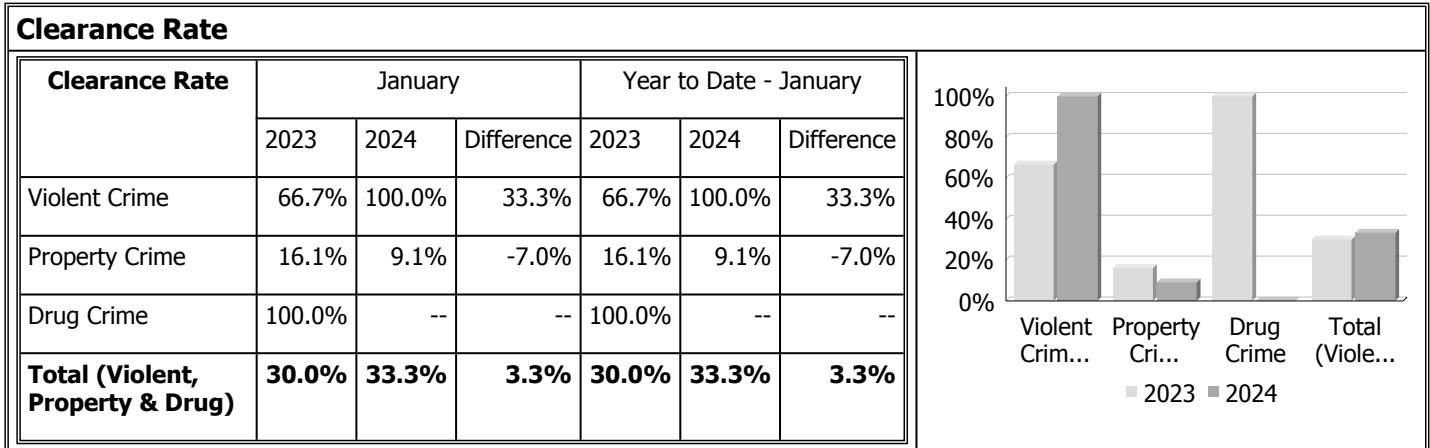 Clearance Rate
Clearance Rate January Year to Date - January
2023 2024 Difference 2023 2024 Difference
Violent Crime 66.7% 100.0% 33.3% 66.7% 100.0% 33.3%
Property Crime 16.1% 9.1% -7.0% 16.1% 9.1% -7.0%
Drug Crime 100.0% -- -- 100.0% -- --
Total (Violent,
Property & Drug) 30.0% 33.3% 3.3% 30.0% 33.3% 3.3%
100%
80%
60%
40%
20%
0%
Violent Property Drug Total
Crim... Cri... Crime (Viole...
2023 2024